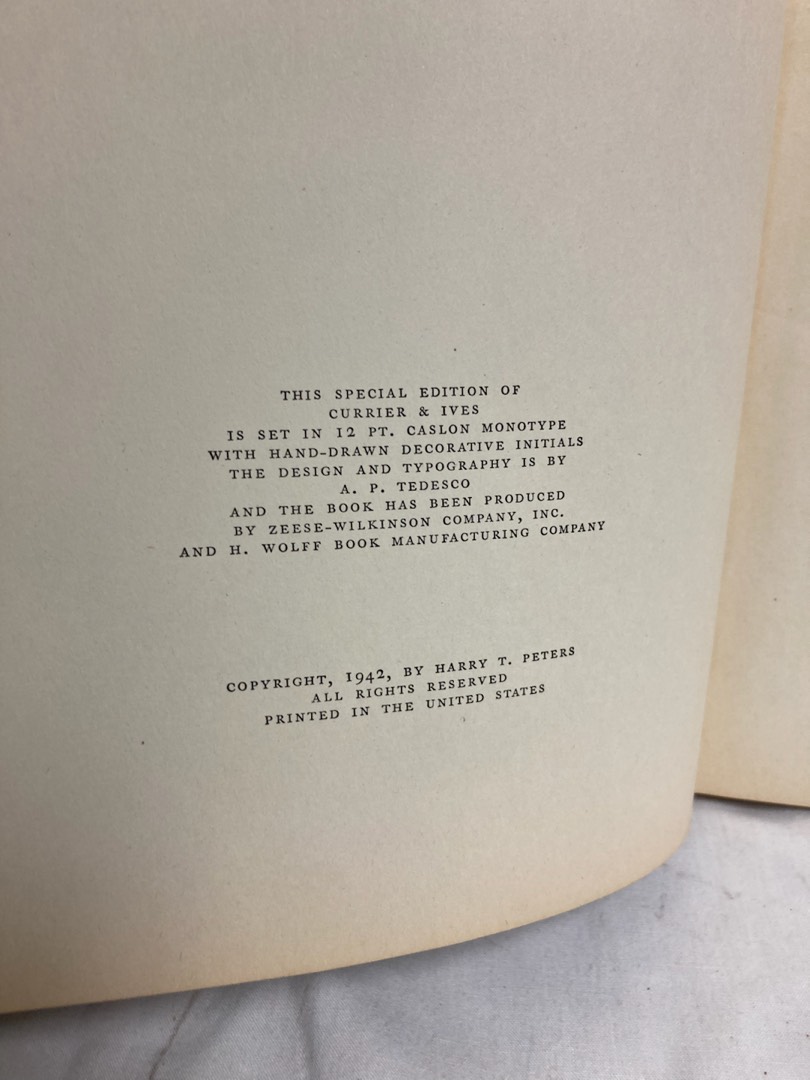 THIS SPECIAL EDITION OF
CURRIER & IVES
IS SET IN 12 PT. CASLON MONOTYPE
WITH HAND-DRAWN DECORATIVE INITIALS
THE DESIGN AND TYPOGRAPHY IS BY
A. P. TEDESCO
AND THE BOOK HAS BEEN PRODUCED
BY ZEESE-WILKINSON COMPANY, INC.
AND H. WOLFF BOOK MANUFACTURING COMPANY
COPYRIGHT, 1942, BY HARRY T. PETERS
ALL RIGHTS RESERVED
PRINTED IN THE UNITED STATES